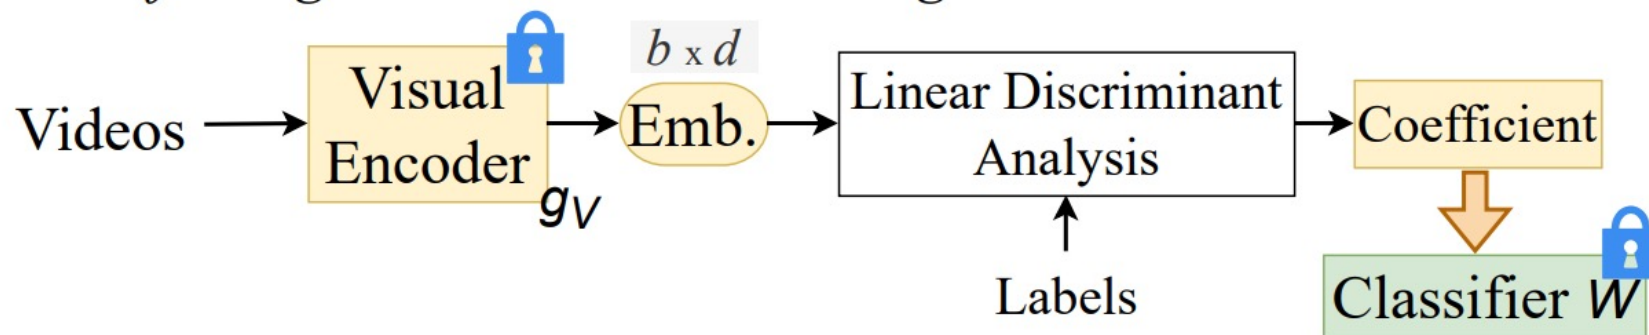 b x d
Visual
Encoder
g_V
Videos
Emb.
Linear Discriminant
Analysis
Coefficient
Labels
Classifier W